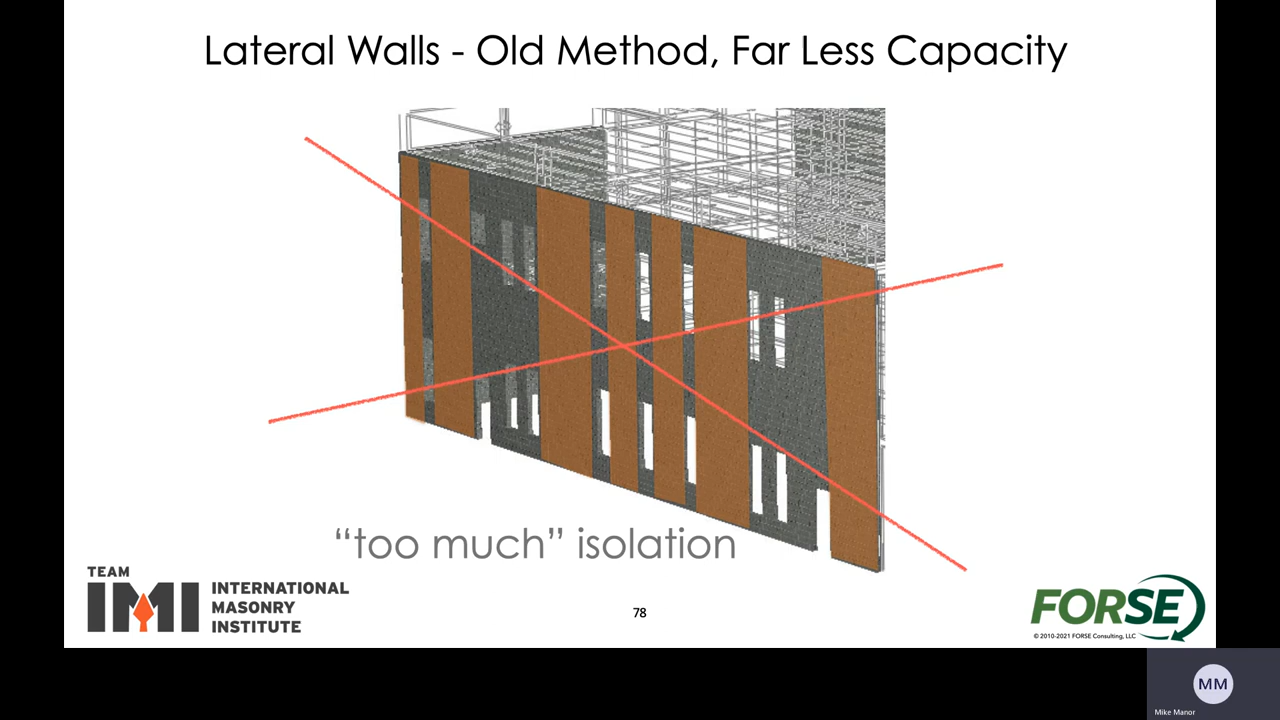 Lateral Walls - Old Method, Far Less Capacity
“too much” isolation
TEAM
IMI
INTERNATIONAL
MASONRY
INSTITUTE
78
FORSE
© 2010-2021 FORSE Consulting, LLC
MM
Mike Manor